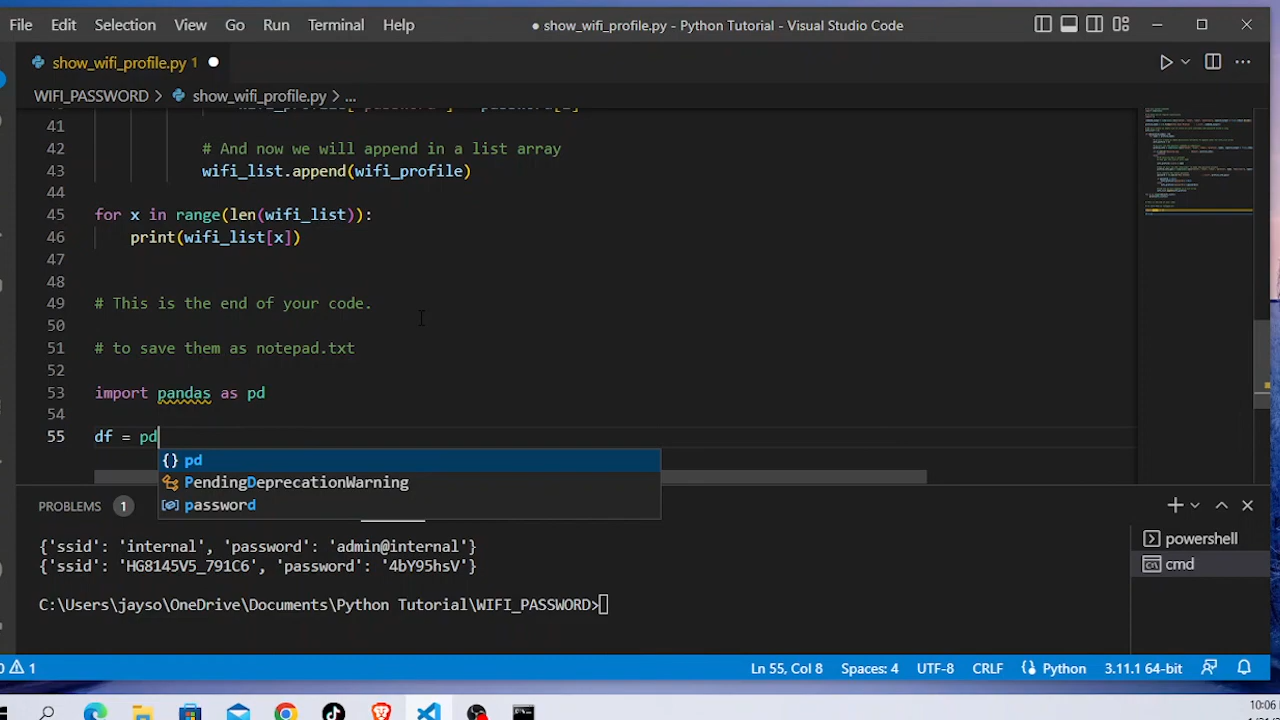 File Edit Selection View Go Run Terminal Help ● show_wifi_profile.py - Python Tutorial - Visual Studio Code
show_wifi_profile.py 1
WIFI_PASSWORD > show_wifi_profile.py > ...
41
42 # And now we will append in a list array
43 wifi_list.append(wifi_profile)
44
45 for x in range(len(wifi_list)):
46 print(wifi_list[x])
47
48
49 # This is the end of your code.
50
51 # to save them as notepad.txt
52
53 import pandas as pd
54
55 df = pd
{} pd
PendingDeprecationWarning
password
PROBLEMS 1
{'ssid': 'internal', 'password': 'admin@internal'}
{'ssid': 'HG8145V5_791C6', 'password': '4bY95hsV'}
C:\Users\jayso\OneDrive\Documents\Python Tutorial\WIFI_PASSWORD>
powershell
cmd
1 Ln 55, Col 8 Spaces: 4 UTF-8 CRLF Python 3.11.1 64-bit
10:06